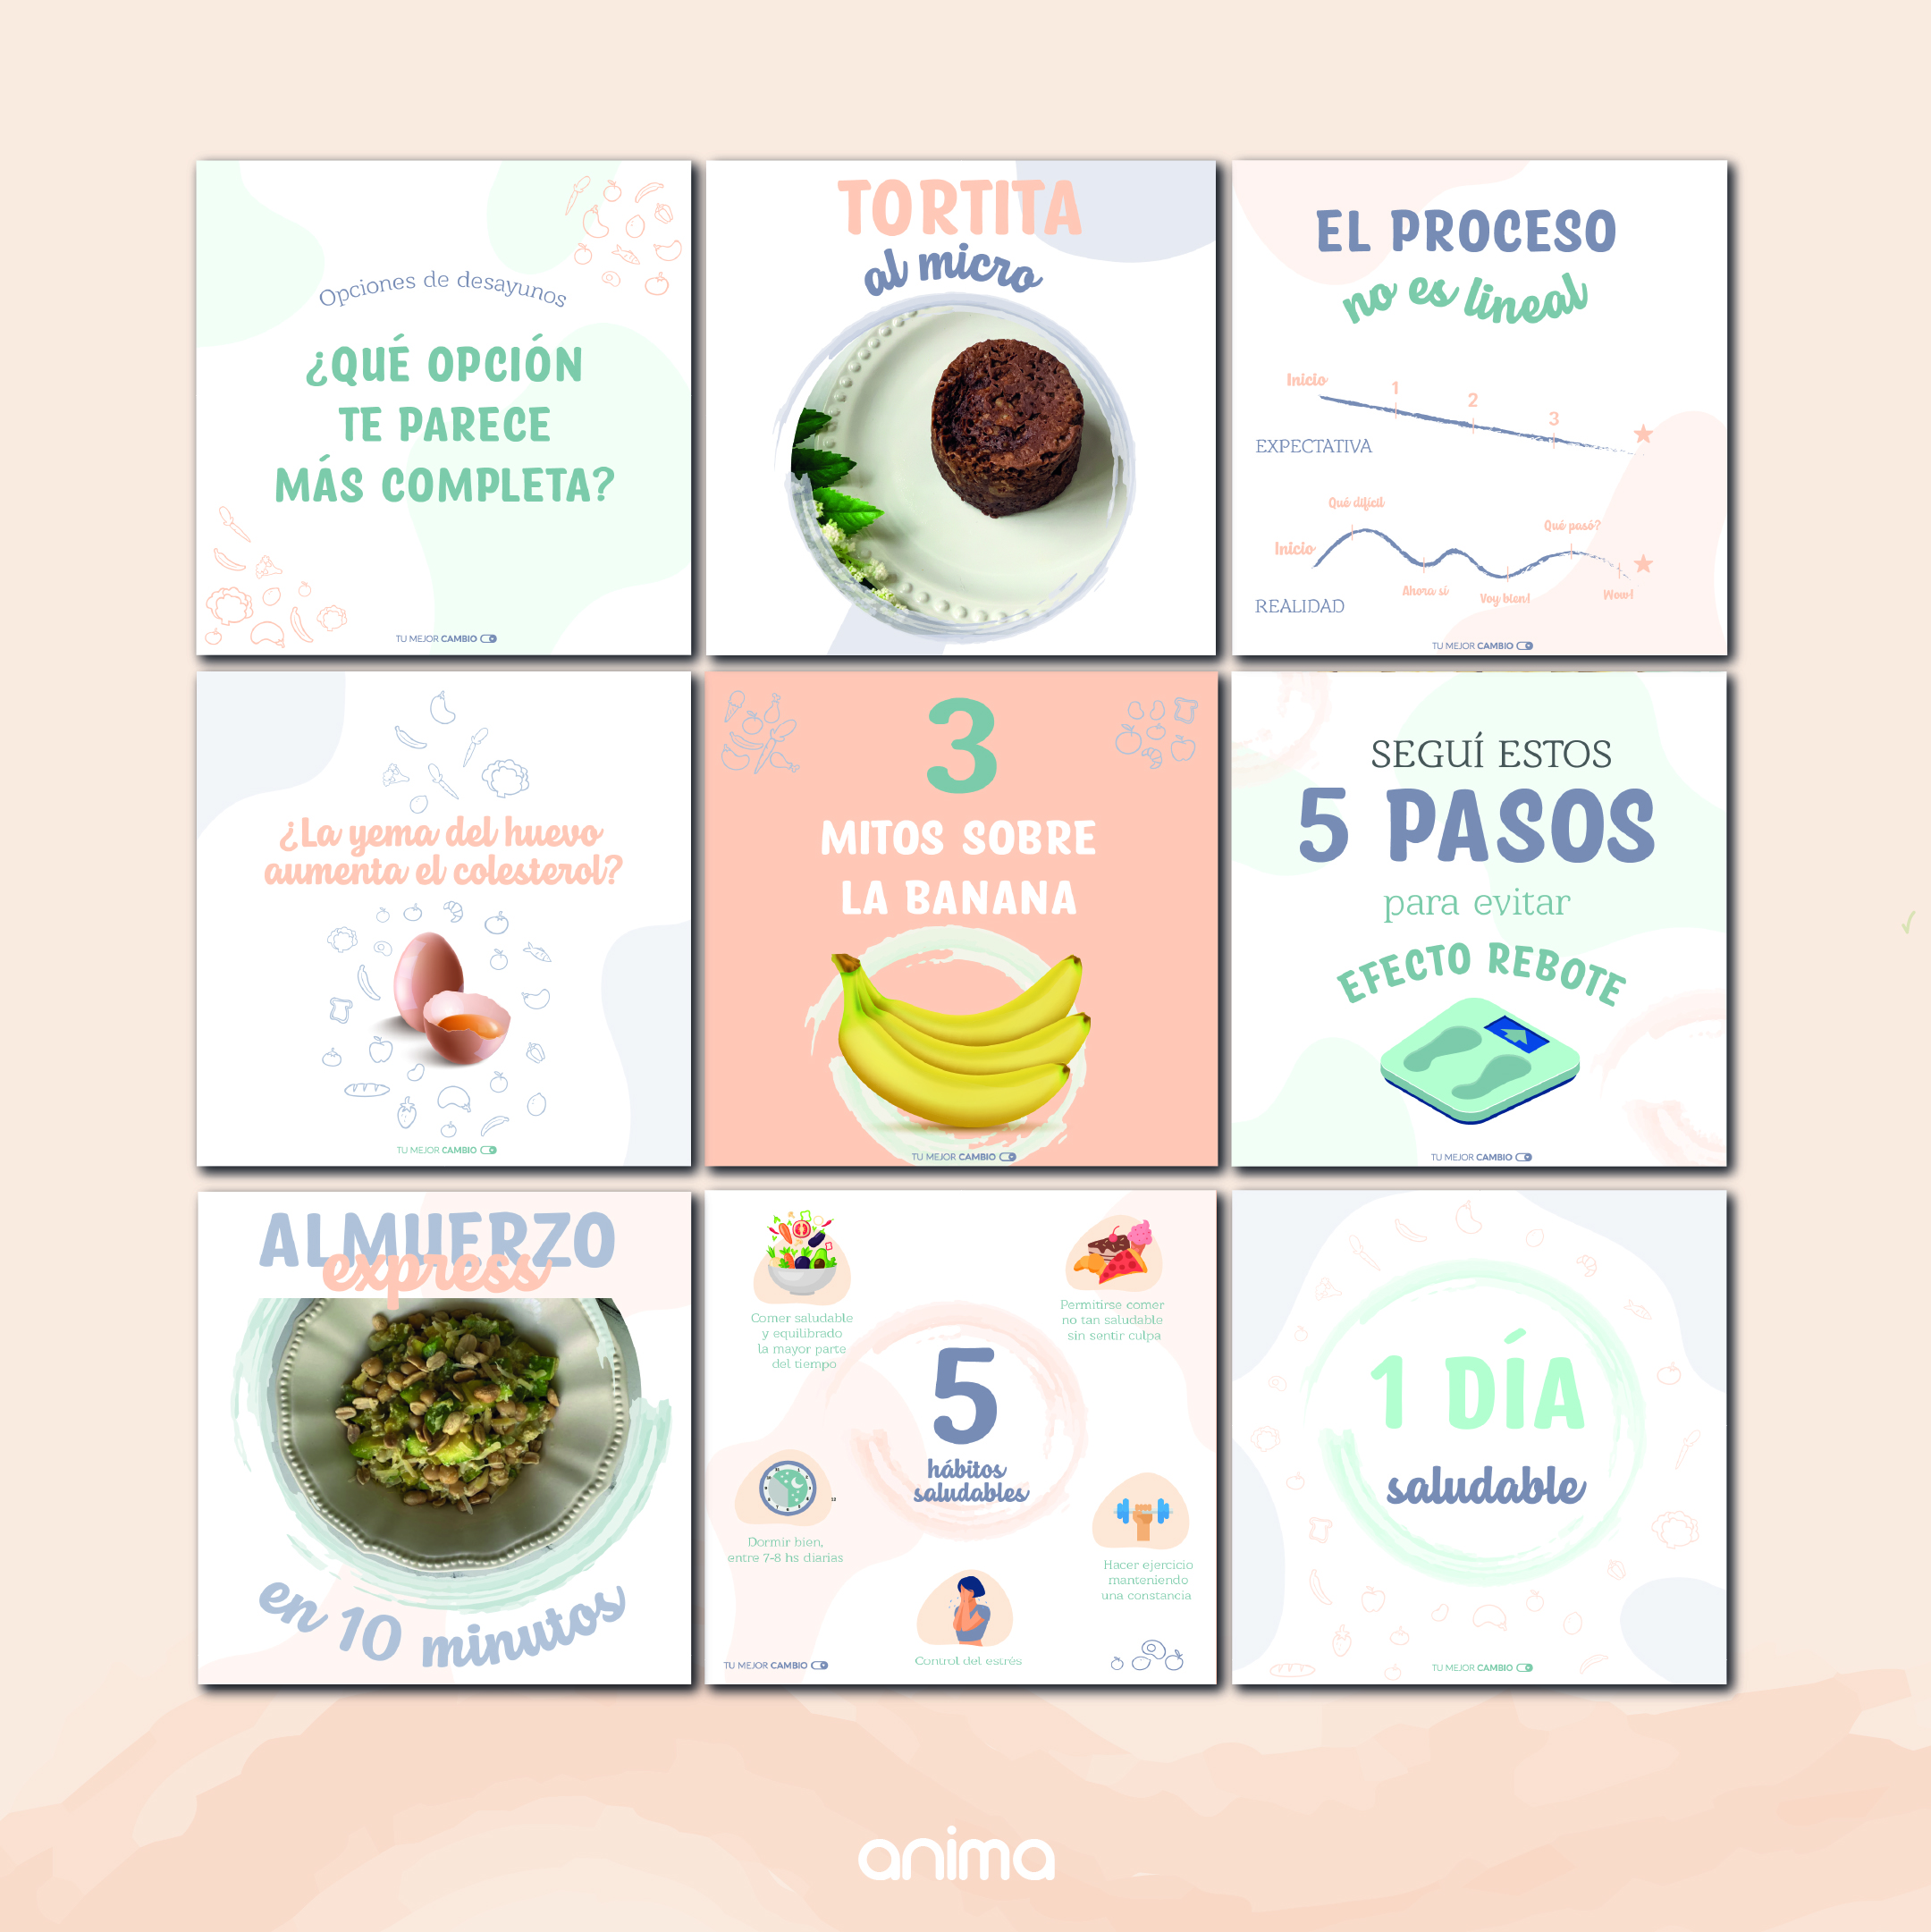 Opciones de desayunos
¿QUÉ OPCIÓN
TE PARECE
MÁS COMPLETA?
TU MEJOR CAMBIO
TORTITA
al micro
EL PROCESO
no es lineal
Inicio
1
2
3
EXPECTATIVA
Qué difícil
Qué pasó?
Inicio
Ahora sí
Voy bien!
Wow!
REALIDAD
TU MEJOR CAMBIO
¿La yema del huevo
aumenta el colesterol?
TU MEJOR CAMBIO
3
MITOS SOBRE
LA BANANA
TU MEJOR CAMBIO
SEGUÍ ESTOS
5 PASOS
para evitar
EFECTO REBOTE
TU MEJOR CAMBIO
ALMUERZO
express
en 10 minutos
Comer saludable
y equilibrado
la mayor parte
del tiempo
Permitirse comer
no tan saludable
sin sentir culpa
5
hábitos
saludables
Dormir bien,
entre 7-8 hs diarias
Hacer ejercicio
manteniendo
una constancia
Control del estrés
TU MEJOR CAMBIO
1 DÍA
saludable
TU MEJOR CAMBIO
anima